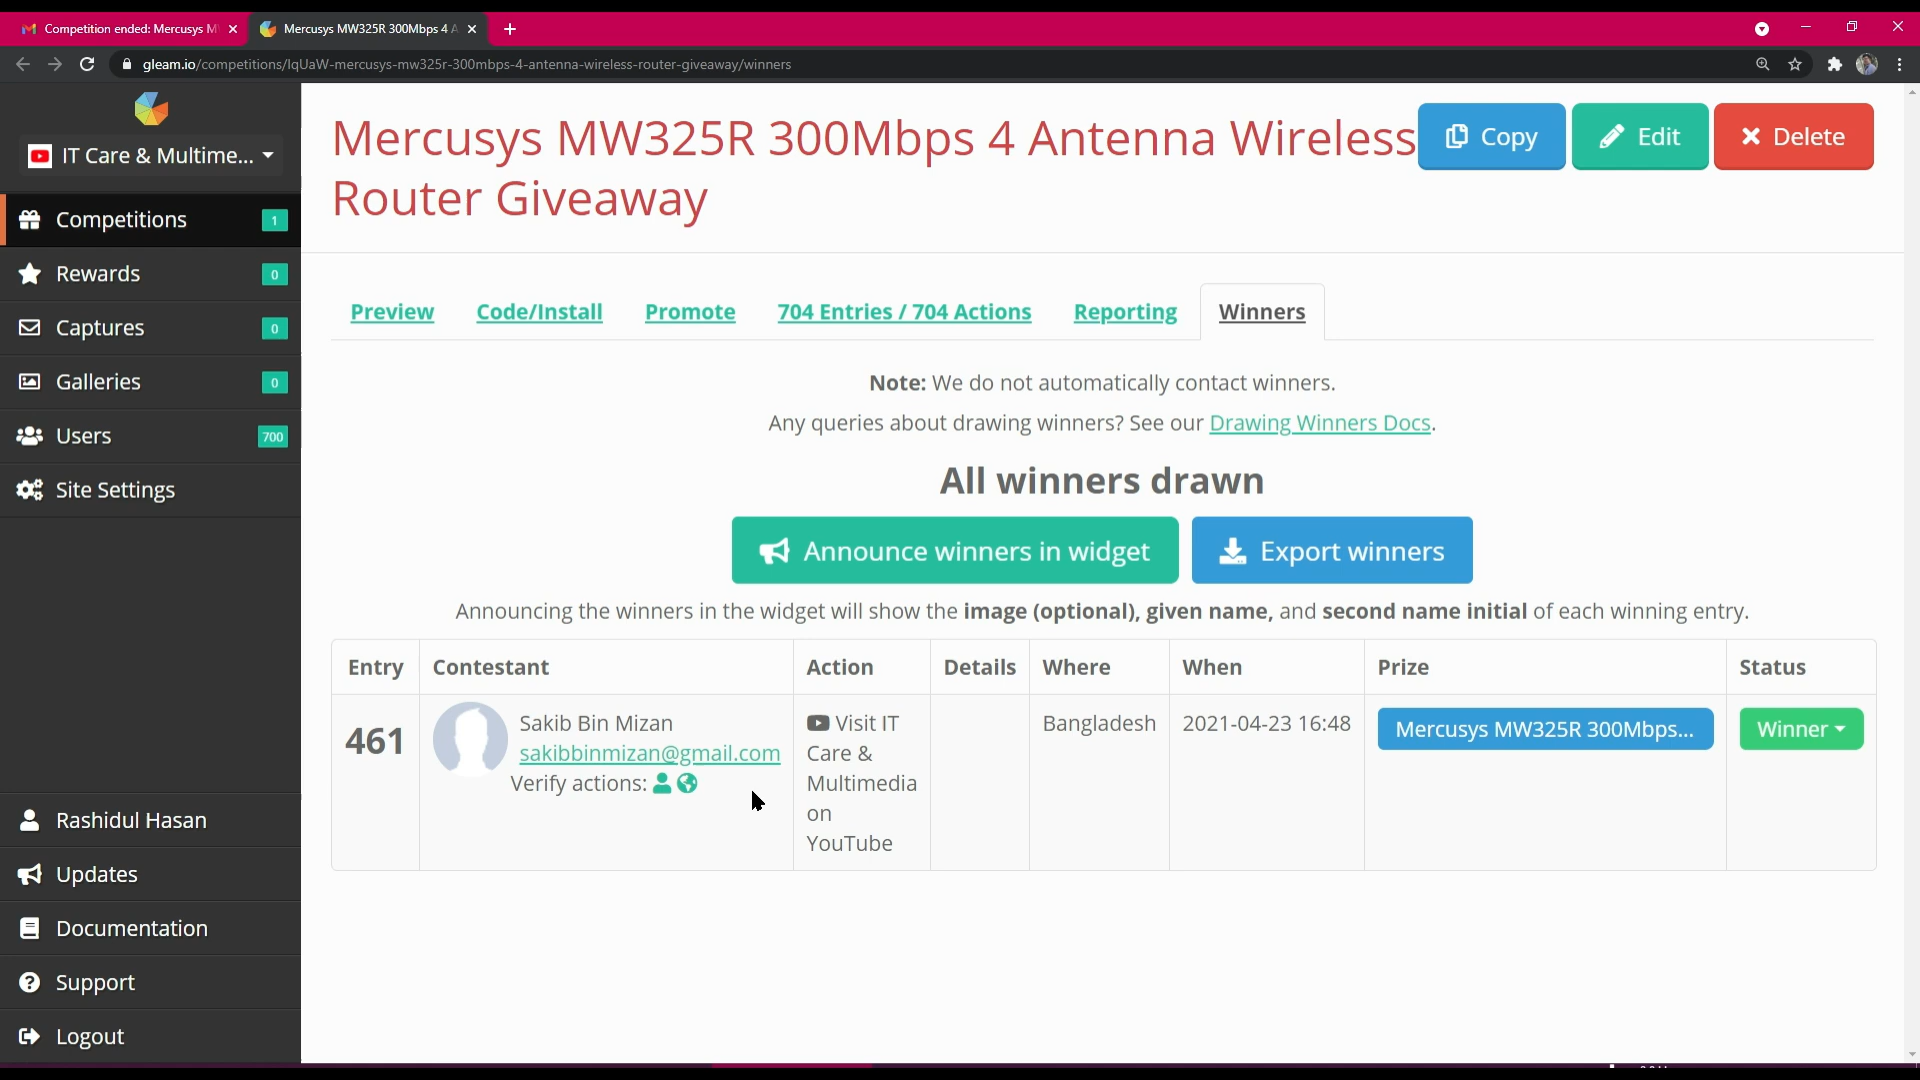 Competition ended: Mercusys M
Mercusys MW325R 300Mbps 4 A
gleam.io/competitions/IqUaW-mercusys-mw325r-300mbps-4-antenna-wireless-router-giveaway/winners
IT Care & Multime...
Competitions 1
Rewards 0
Captures 0
Galleries 0
Users 700
Site Settings
Rashidul Hasan
Updates
Documentation
Support
Logout
Mercusys MW325R 300Mbps 4 Antenna Wireless
Router Giveaway
Copy Edit Delete
Preview Code/Install Promote 704 Entries / 704 Actions Reporting Winners
Note: We do not automatically contact winners.
Any queries about drawing winners? See our Drawing Winners Docs.
All winners drawn
Announce winners in widget Export winners
Announcing the winners in the widget will show the image (optional), given name, and second name initial of each winning entry.
Entry Contestant Action Details Where When Prize Status
461 Sakib Bin Mizan Visit IT Bangladesh 2021-04-23 16:48 Mercusys MW325R 300Mbps... Winner
sakibbinmizan@gmail.com Care &
Verify actions: Multimedia
on
YouTube